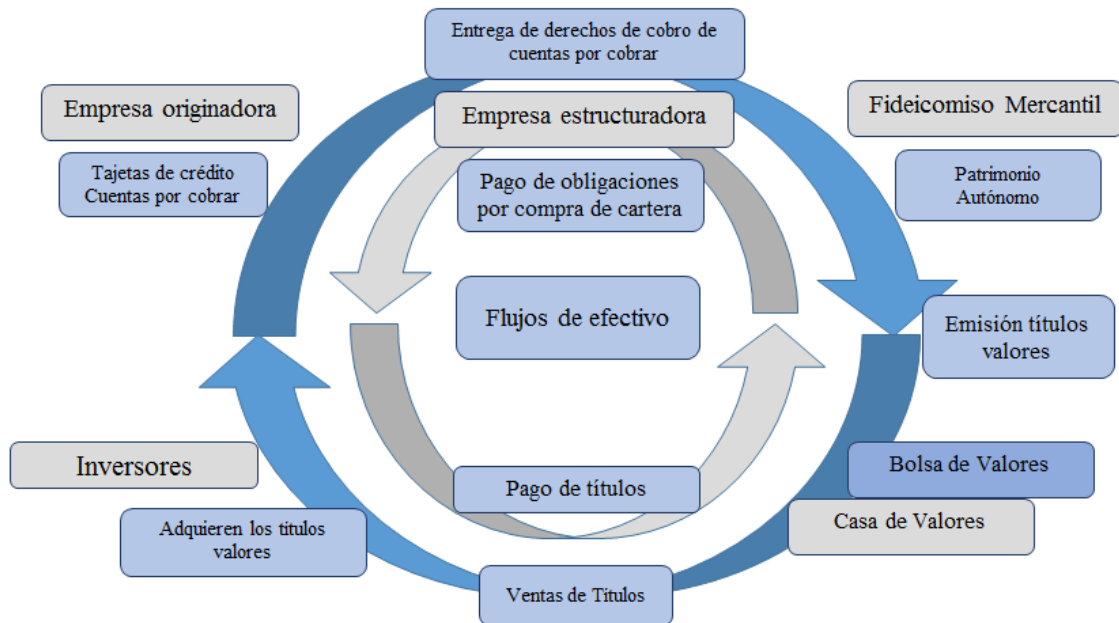 Entrega de derechos de cobro de
cuentas por cobrar
Empresa originadora
Tajetas de crédito
Cuentas por cobrar
Empresa estructuradora
Pago de obligaciones
por compra de cartera
Fideicomiso Mercantil
Patrimonio
Autónomo
Flujos de efectivo
Emisión títulos
valores
Inversores
Adquieren los títulos
valores
Pago de títulos
Bolsa de Valores
Casa de Valores
Ventas de Títulos